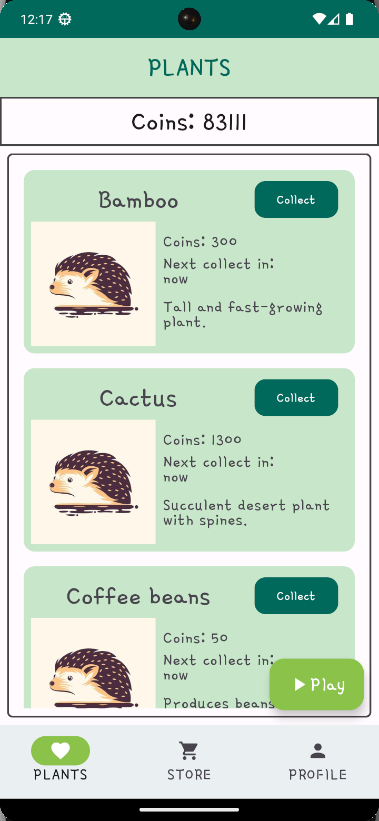 12:17
PLANTS
Coins: 83111
Bamboo
Collect
Coins: 300
Next collect in:
now
Tall and fast-growing
plant.
Cactus
Collect
Coins: 1300
Next collect in:
now
Succulent desert plant
with spines.
Coffee beans
Collect
Coins: 50
Next collect in:
now
Produces beans
Play
PLANTS
STORE
PROFILE